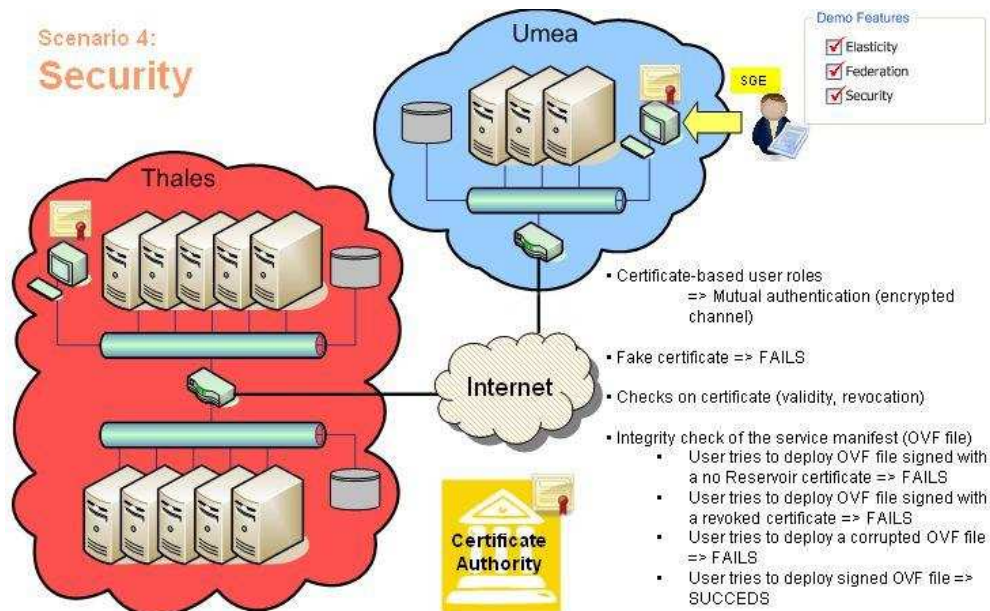 Scenario 4:
Security
Umea
SGE
Demo Features
Elasticity
Federation
Security
Thales
Internet
Certificate
Authority
▪ Certificate-based user roles
=> Mutual authentication (encrypted
channel)
▪ Fake certificate => FAILS
▪ Checks on certificate (validity, revocation)
▪ Integrity check of the service manifest (OVF file)
▪ User tries to deploy OVF file signed with
a no Reservoir certificate => FAILS
▪ User tries to deploy OVF file signed with
a revoked certificate => FAILS
▪ User tries to deploy a corrupted OVF file
=> FAILS
▪ User tries to deploy signed OVF file =>
SUCCEDS